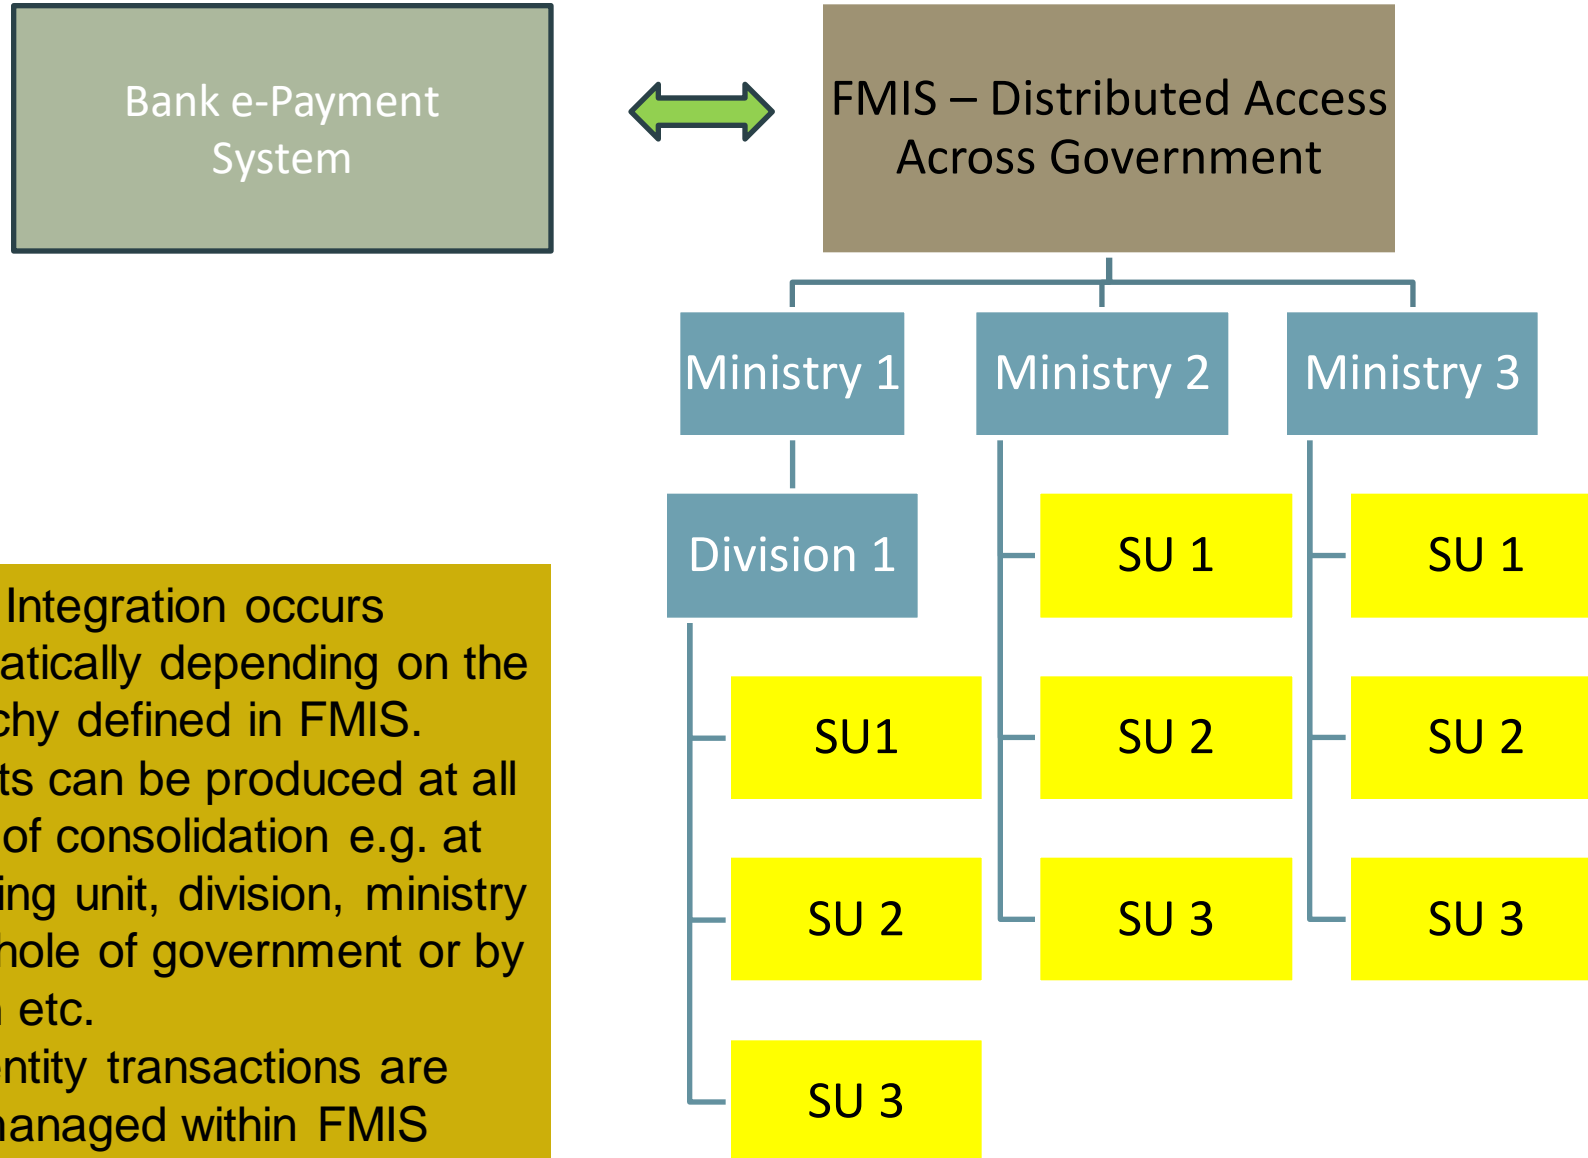 Bank e-Payment
System
FMIS – Distributed Access
Across Government
Ministry 1
Ministry 2
Ministry 3
Division 1
SU 1
SU 1
SU1
SU 2
SU 2
SU 2
SU 3
SU 3
SU 3
Integration occurs
atically depending on the
chy defined in FMIS.
ts can be produced at all
of consolidation e.g. at
ing unit, division, ministry
hole of government or by
etc.
entity transactions are
managed within FMIS